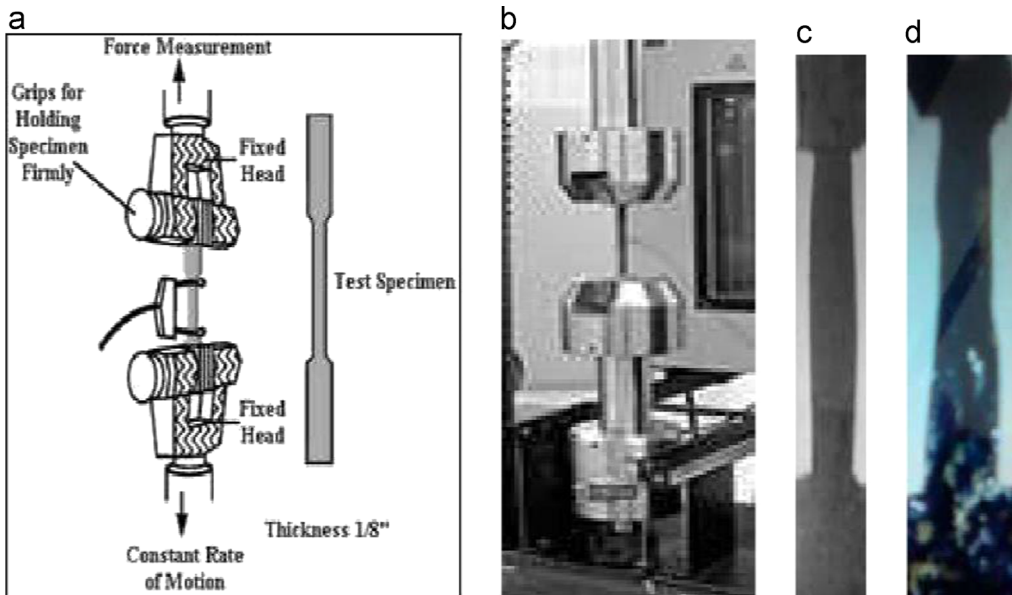 a
b
c
d
Force Measurement
Grips for
Holding
Specimen
Firmly
Fixed
Head
Test Specimen
Fixed
Head
Thickness 1/8"
Constant Rate
of Motion